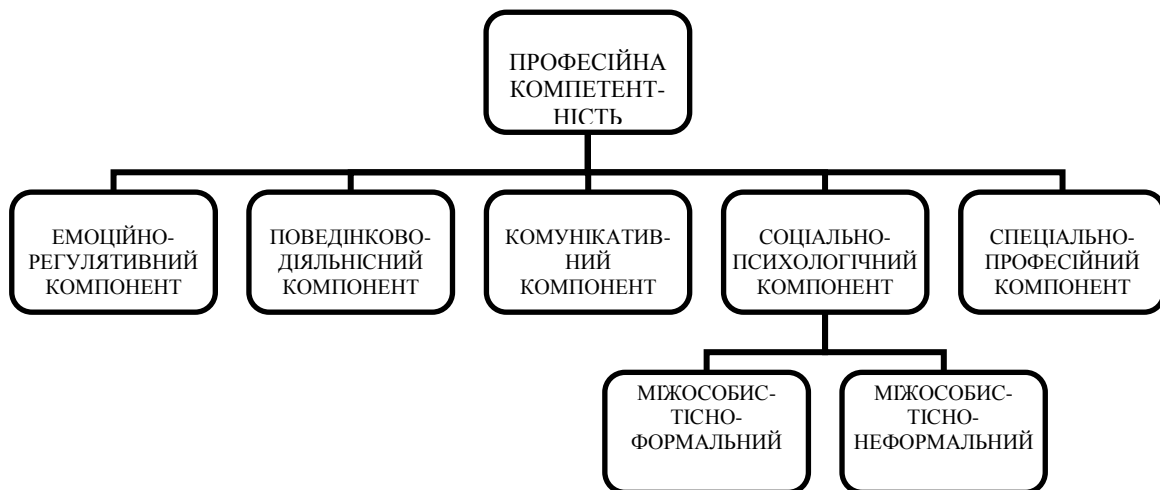 ПРОФЕСІЙНА
КОМПЕТЕНТ-
НІСТЬ
ЕМОЦІЙНО-
РЕГУЛЯТИВНИЙ
КОМПОНЕНТ
ПОВЕДІНКОВО-
ДІЯЛЬНІСНИЙ
КОМПОНЕНТ
КОМУНІКАТИВ-
НИЙ
КОМПОНЕНТ
СОЦІАЛЬНО-
ПСИХОЛОГІЧНИЙ
КОМПОНЕНТ
СПЕЦІАЛЬНО-
ПРОФЕСІЙНИЙ
КОМПОНЕНТ
МІЖОСОБИС-
ТІСНО-
ФОРМАЛЬНИЙ
МІЖОСОБИС-
ТІСНО-
НЕФОРМАЛЬНИЙ